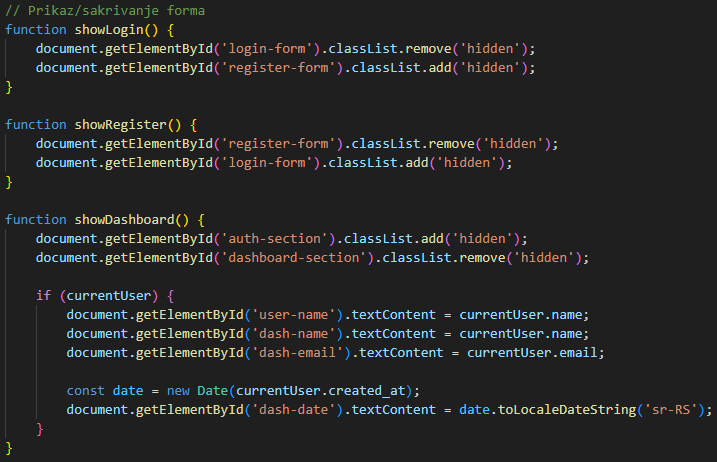 // Prikaz/sakrivanje forma
function showLogin() {
    document.getElementById('login-form').classList.remove('hidden');
    document.getElementById('register-form').classList.add('hidden');
}

function showRegister() {
    document.getElementById('register-form').classList.remove('hidden');
    document.getElementById('login-form').classList.add('hidden');
}

function showDashboard() {
    document.getElementById('auth-section').classList.add('hidden');
    document.getElementById('dashboard-section').classList.remove('hidden');

    if (currentUser) {
        document.getElementById('user-name').textContent = currentUser.name;
        document.getElementById('dash-name').textContent = currentUser.name;
        document.getElementById('dash-email').textContent = currentUser.email;

        const date = new Date(currentUser.created_at);
        document.getElementById('dash-date').textContent = date.toLocaleDateString('sr-RS');
    }
}